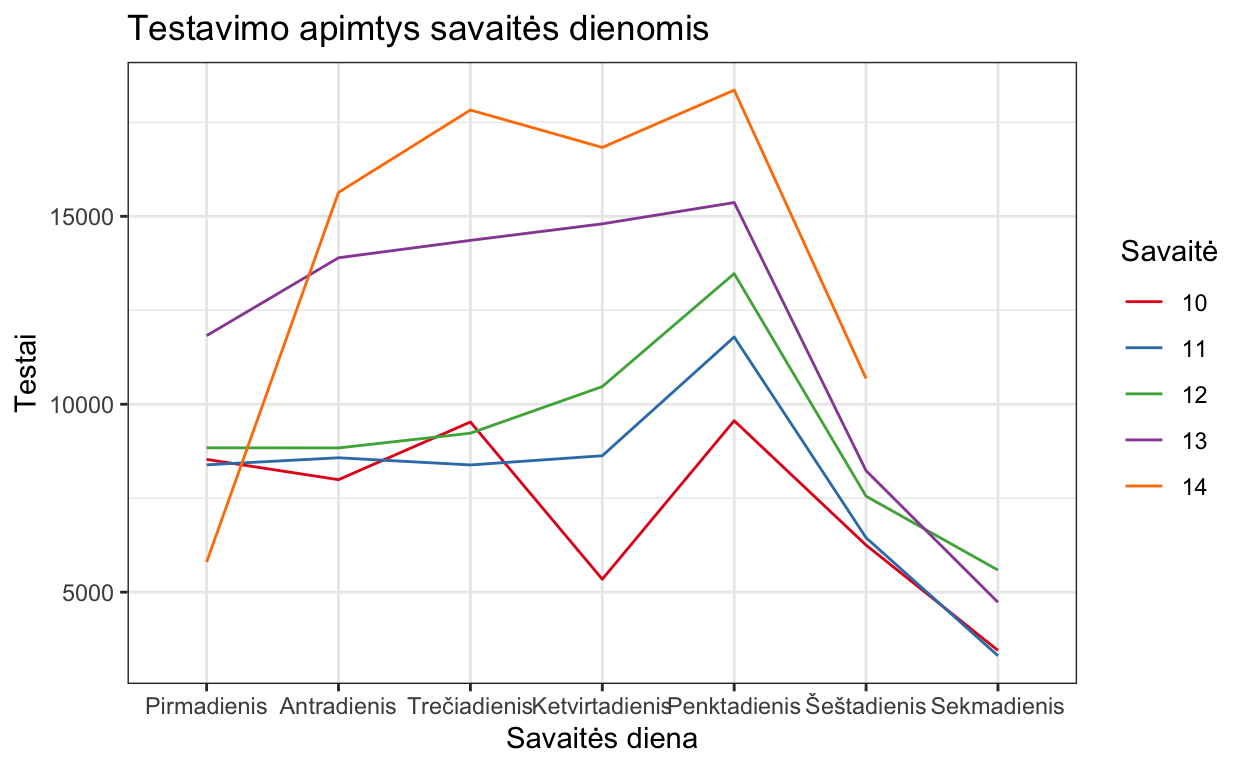 Testavimo apimtys savaitės dienomis
Testai
15000
10000
5000
Pirmadienis Antradienis Trečiadienis Ketvirtadienis Penktadienis Šeštadienis Sekmadienis
Savaitės diena
Savaitė
10
11
12
13
14